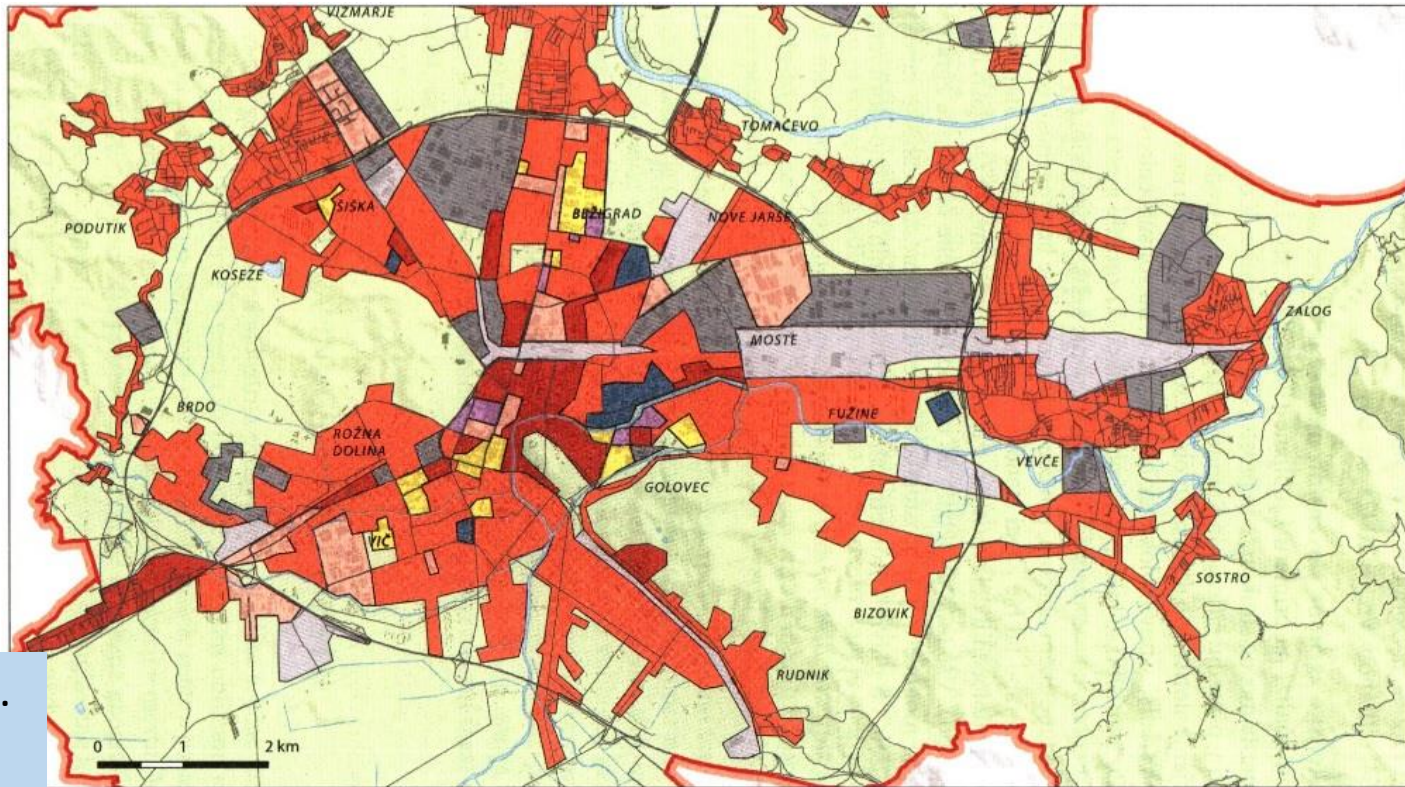 VIZMARJE
TOMAČEVO
ŠIŠKA
BEŽIGRAD
NOVE JARŠE
PODUTIK
KOSEZE
ZALOG
MOSTE
BRDO
ROŽNA
DOLINA
FUŽINE
VEVČE
GOLOVEC
VIČ
SOSTRO
BIZOVIK
RUDNIK
.
0 1 2 km